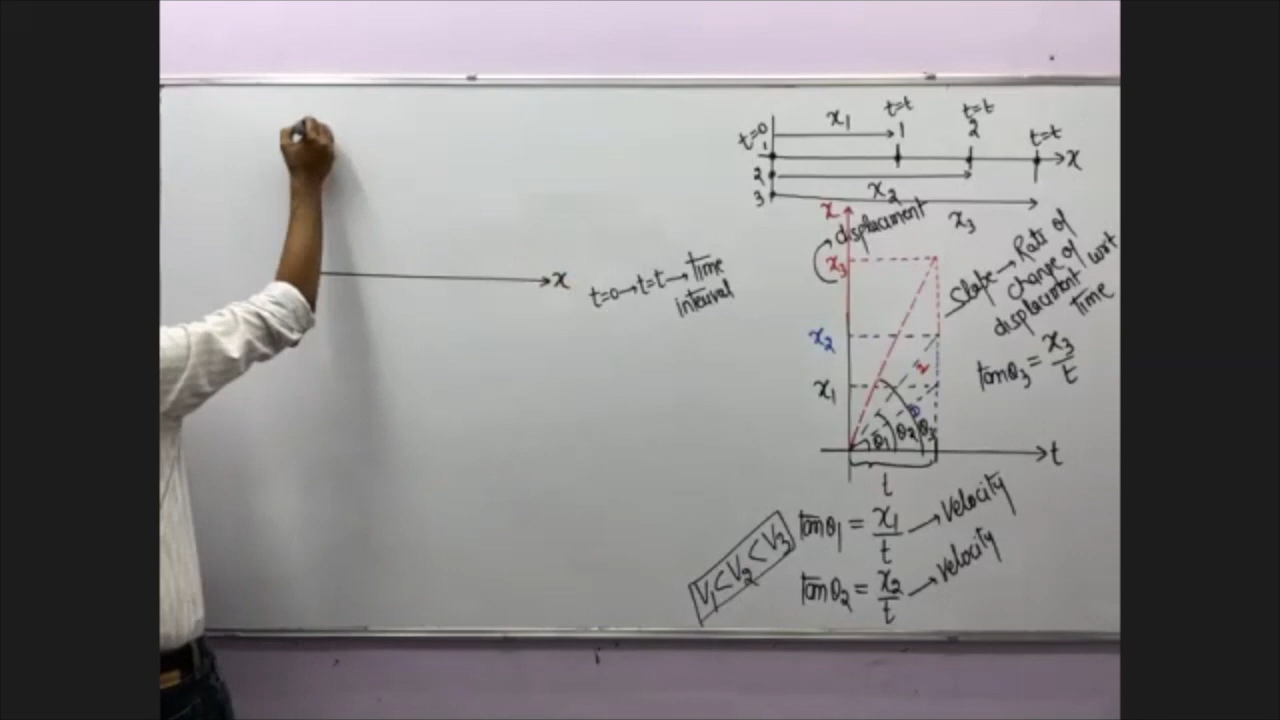 x
t=0→t=t→Time
interval
t=t
t=t
t=t
t=0
x₁
1
2
1
x
2
x₂
3
x₃
x
displacement
x₃
x₂
x₁
2
θ₁
θ₂
θ₃
t
t
Slope→Rate of
change of
displacement wrt
Time
tanθ₃ = x₃/t
tanθ₁ = x₁/t → Velocity
tanθ₂ = x₂/t → Velocity
V₁<V₂<V₃